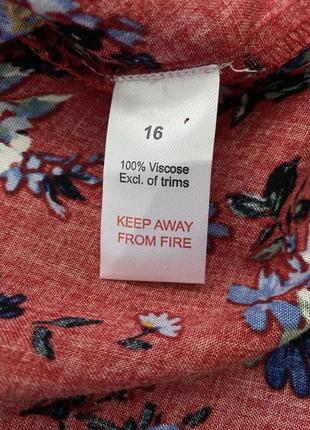 16
100% Viscose
Excl. of trims
KEEP AWAY
FROM FIRE